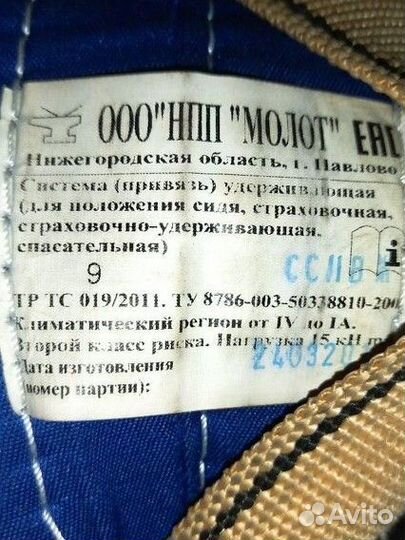 ООО"НПП "МОЛОТ" EAC
Нижегородская область, г. Павлово
Система (привязь) удерживающая
(для положения сидя, страховочная,
страховочно-удерживающая,
спасательная)
9
ТР ТС 019/2011. ТУ 8786-003-50338810-200
Климатический регион от IV до IА.
Второй класс риска. Нагрузка 15 кН
Дата изготовления 240320
(номер партии):
Avito